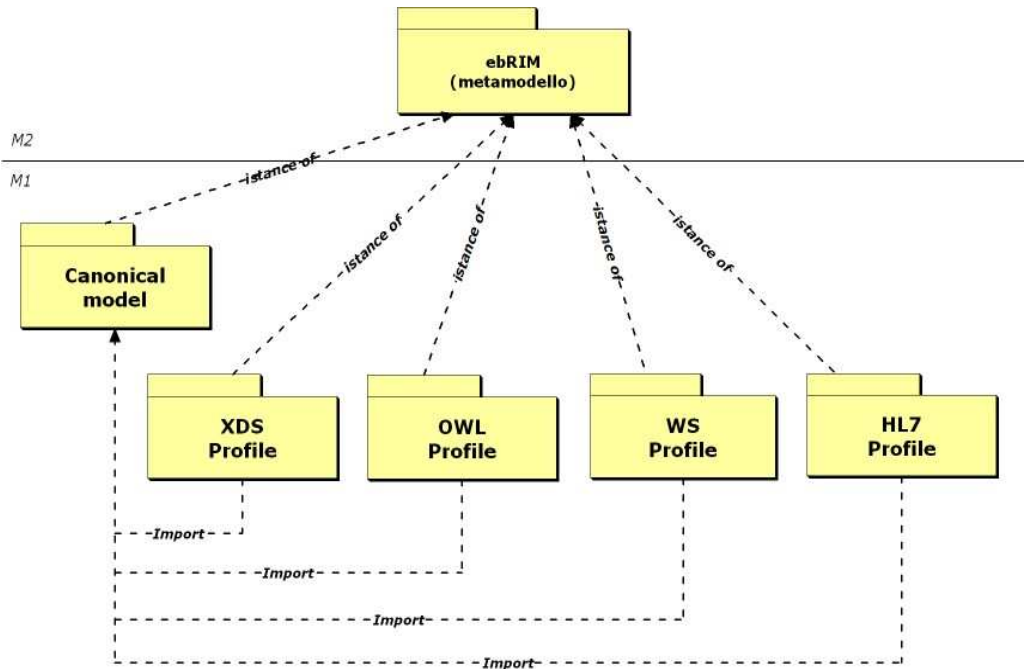 ebRIM
(metamodello)
M2
M1
istance of
istance of
istance of
istance of
istance of
Canonical
model
XDS
Profile
OWL
Profile
WS
Profile
HL7
Profile
Import
Import
Import
Import